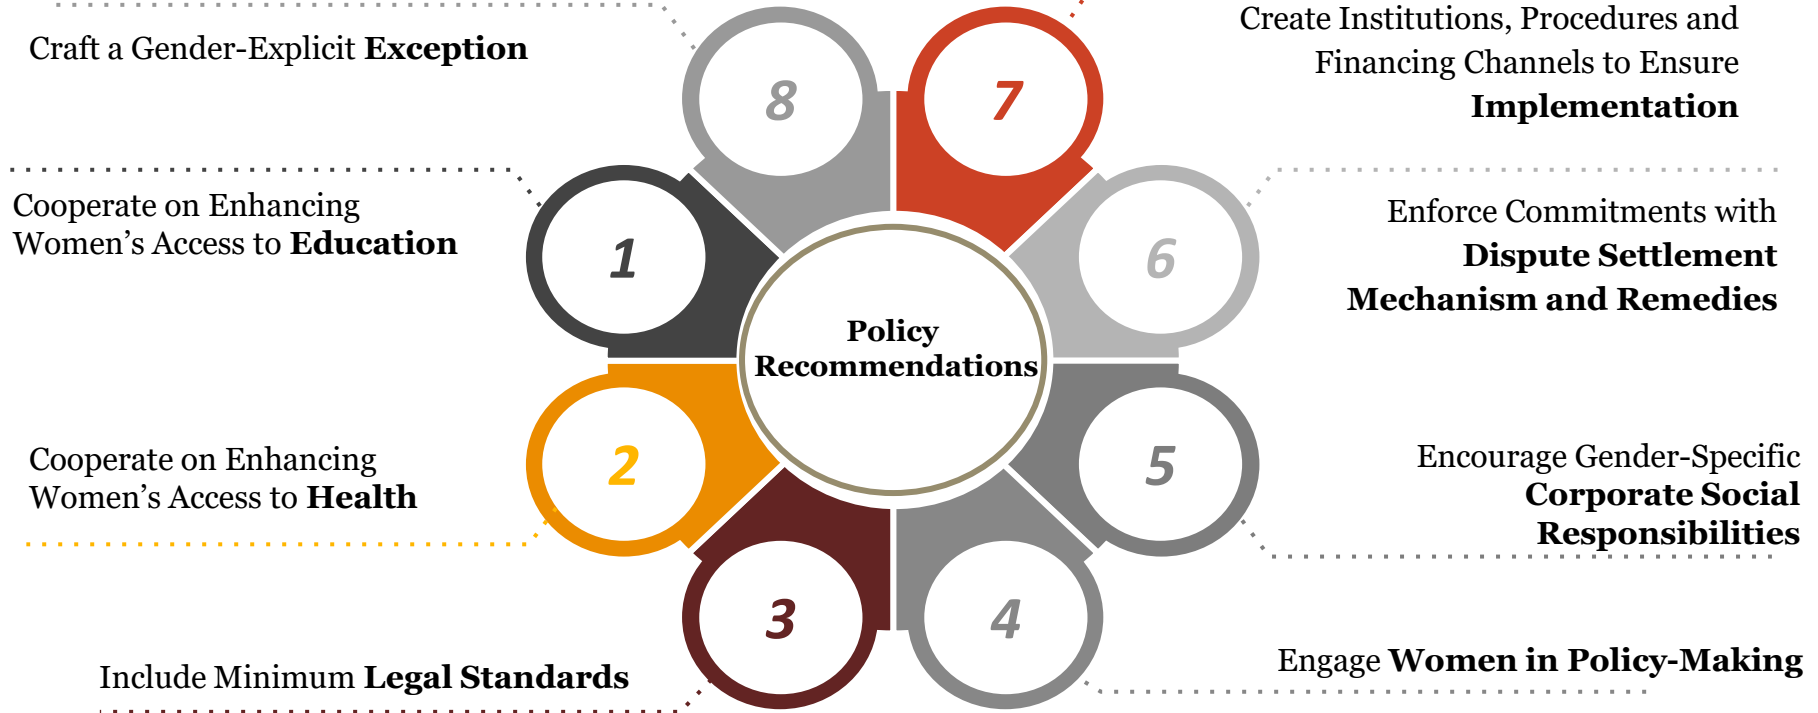 Craft a Gender-Explicit Exception
8
7
Create Institutions, Procedures and
Financing Channels to Ensure
Implementation
Cooperate on Enhancing
Women’s Access to Education
1
6
Enforce Commitments with
Dispute Settlement
Mechanism and Remedies
Policy
Recommendations
Cooperate on Enhancing
Women’s Access to Health
2
5
Encourage Gender-Specific
Corporate Social
Responsibilities
3
4
Include Minimum Legal Standards
Engage Women in Policy-Making